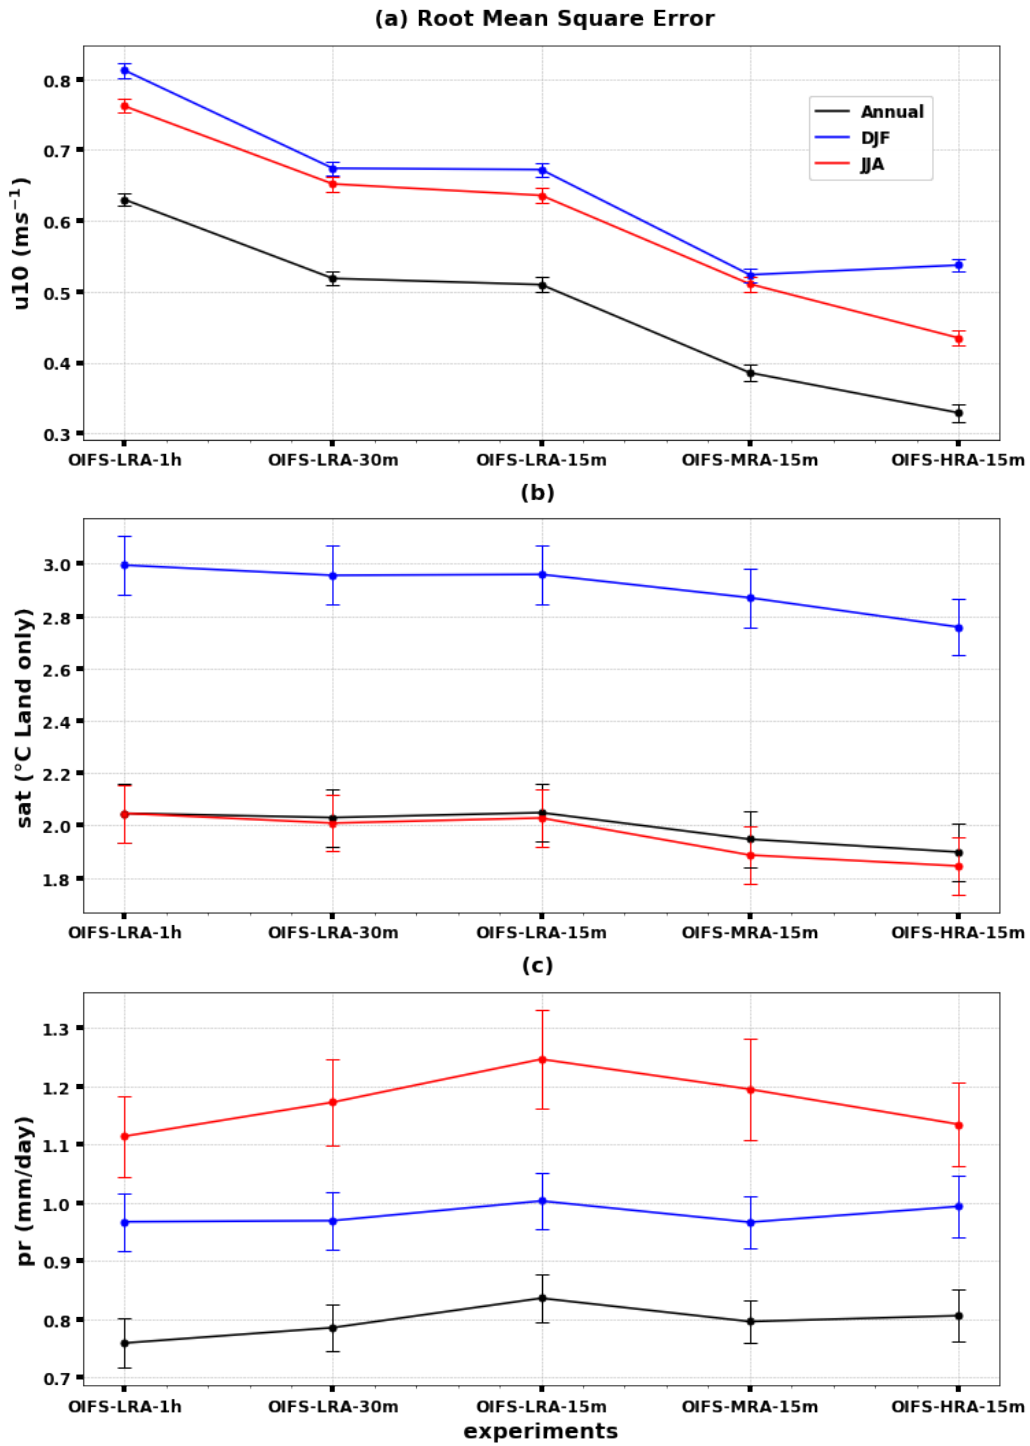 (a) Root Mean Square Error
u10 (ms⁻¹)
0.8
0.7
0.6
0.5
0.4
0.3
Annual
DJF
JJA
OIFS-LRA-1h OIFS-LRA-30m OIFS-LRA-15m OIFS-MRA-15m OIFS-HRA-15m
(b)
sat (°C Land only)
3.0
2.8
2.6
2.4
2.2
2.0
1.8
OIFS-LRA-1h OIFS-LRA-30m OIFS-LRA-15m OIFS-MRA-15m OIFS-HRA-15m
(c)
pr (mm/day)
1.3
1.2
1.1
1.0
0.9
0.8
0.7
OIFS-LRA-1h OIFS-LRA-30m OIFS-LRA-15m OIFS-MRA-15m OIFS-HRA-15m
experiments